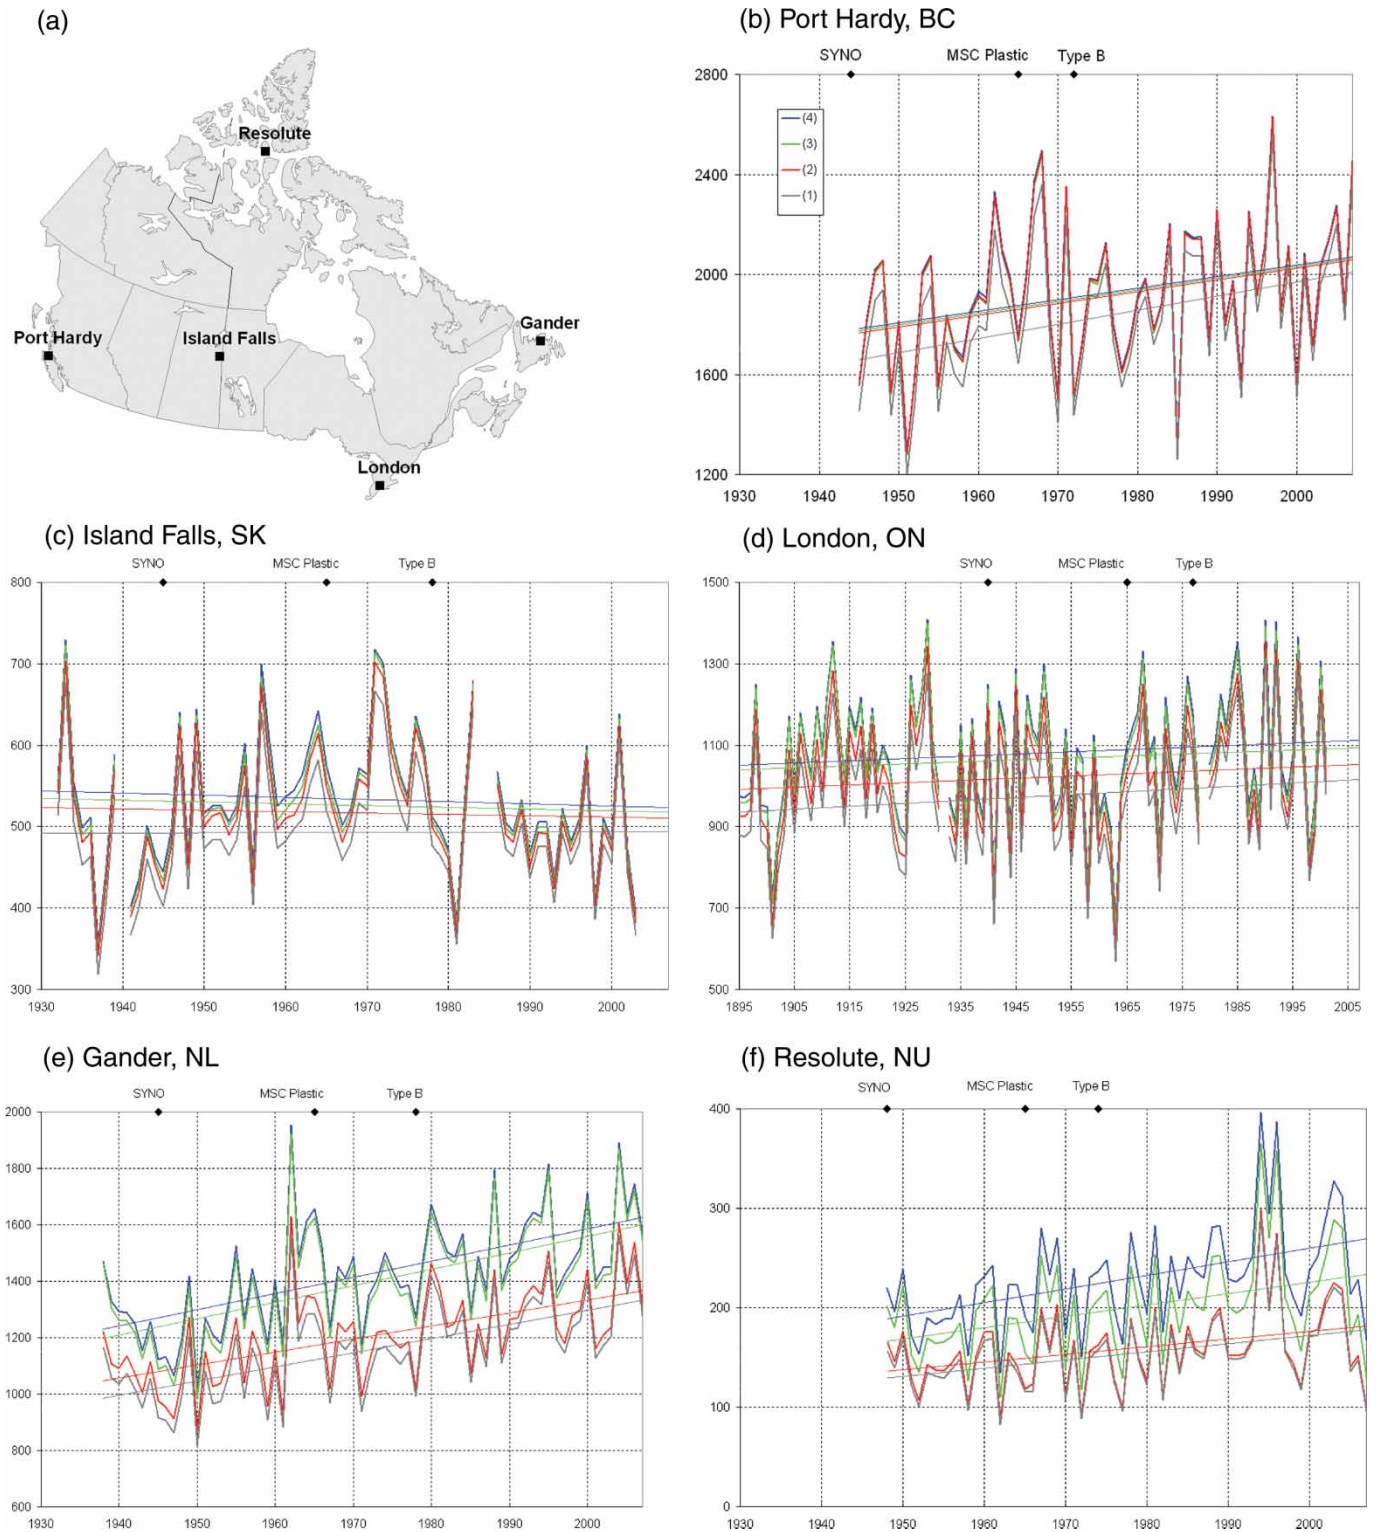 (a)
Resolute
Port Hardy
Island Falls
Gander
London
(b) Port Hardy, BC
SYNO MSC Plastic Type B
2800
(4)
(3)
(2)
(1)
2400
2000
1600
1200
1930 1940 1950 1960 1970 1980 1990 2000
(c) Island Falls, SK
SYNO MSC Plastic Type B
800
700
600
500
400
300
1930 1940 1950 1960 1970 1980 1990 2000
(d) London, ON
SYNO MSC Plastic Type B
1500
1300
1100
900
700
500
1895 1905 1915 1925 1935 1945 1955 1965 1975 1985 1995 2005
(e) Gander, NL
SYNO MSC Plastic Type B
2000
1800
1600
1400
1200
1000
800
600
1930 1940 1950 1960 1970 1980 1990 2000
(f) Resolute, NU
SYNO MSC Plastic Type B
400
300
200
100
0
1930 1940 1950 1960 1970 1980 1990 2000